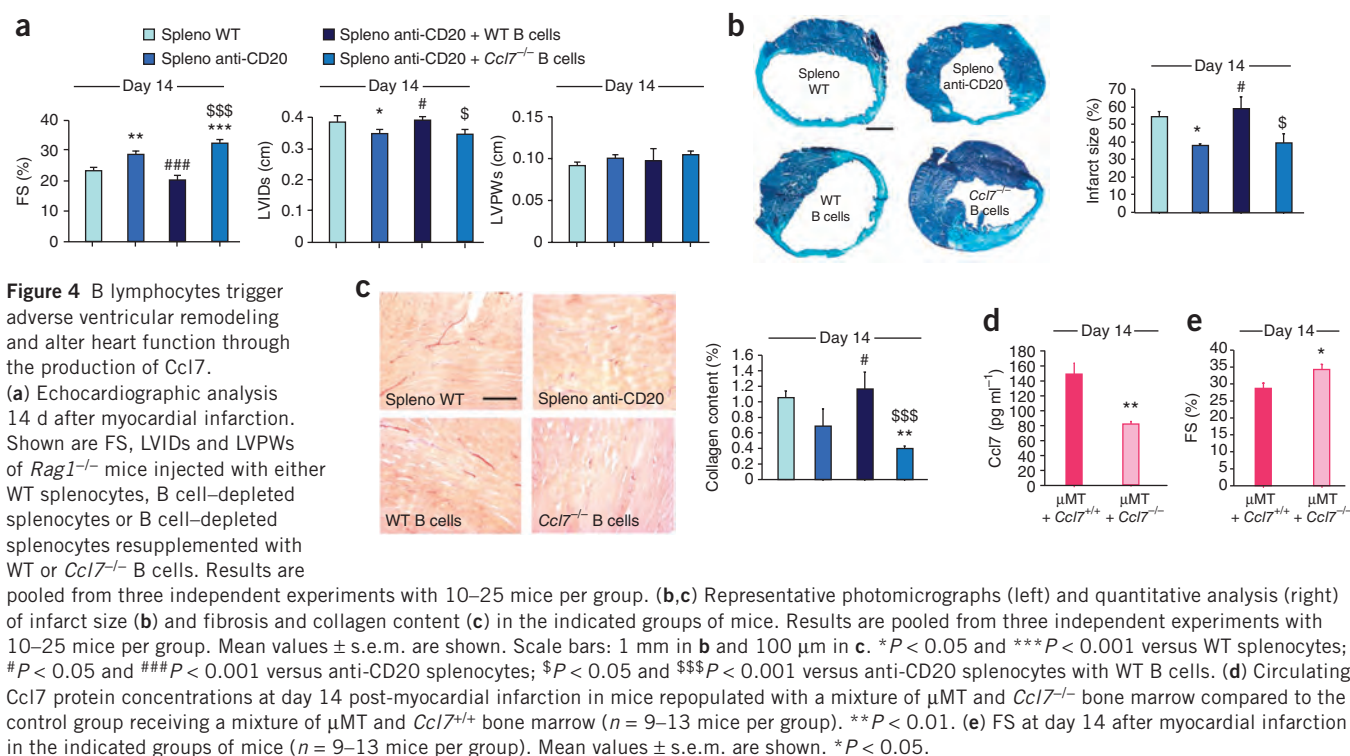 a
Spleno WT
Spleno anti-CD20
Spleno anti-CD20 + WT B cells
Spleno anti-CD20 + Ccl7–/– B cells
Day 14
FS (%)
40
30
20
10
0
**
###
$$$
***
Day 14
LVIDs (cm)
0.4
0.3
0.2
0.1
0
*
#
$
Day 14
LVPWs (cm)
0.15
0.10
0.05
0
b
Spleno
WT
Spleno
anti-CD20
WT
B cells
Ccl7–/–
B cells
Day 14
Infarct size (%)
70
60
50
40
30
20
10
0
*
#
$
Figure 4 B lymphocytes trigger
adverse ventricular remodeling
and alter heart function through
the production of Ccl7.
(a) Echocardiographic analysis
14 d after myocardial infarction.
Shown are FS, LVIDs and LVPWs
of Rag1–/– mice injected with either
WT splenocytes, B cell–depleted
splenocytes or B cell–depleted
splenocytes resupplemented with
WT or Ccl7–/– B cells. Results are
c
Spleno WT
Spleno anti-CD20
WT B cells
Ccl7–/– B cells
Day 14
Collagen content (%)
1.6
1.4
1.2
1.0
0.8
0.6
0.4
0.2
0
#
$$$
**
d
Day 14
Ccl7 (pg ml–1)
180
160
140
120
100
80
60
40
20
0
**
µMT
+ Ccl7+/+
µMT
+ Ccl7–/–
e
Day 14
FS (%)
40
35
30
25
20
15
10
5
0
*
µMT
+ Ccl7+/+
µMT
+ Ccl7–/–
pooled from three independent experiments with 10–25 mice per group. (b,c) Representative photomicrographs (left) and quantitative analysis (right)
of infarct size (b) and fibrosis and collagen content (c) in the indicated groups of mice. Results are pooled from three independent experiments with
10–25 mice per group. Mean values ± s.e.m. are shown. Scale bars: 1 mm in b and 100 µm in c. *P < 0.05 and ***P < 0.001 versus WT splenocytes;
#P < 0.05 and ###P < 0.001 versus anti-CD20 splenocytes; $P < 0.05 and $$$P < 0.001 versus anti-CD20 splenocytes with WT B cells. (d) Circulating
Ccl7 protein concentrations at day 14 post-myocardial infarction in mice repopulated with a mixture of µMT and Ccl7–/– bone marrow compared to the
control group receiving a mixture of µMT and Ccl7+/+ bone marrow (n = 9–13 mice per group). **P < 0.01. (e) FS at day 14 after myocardial infarction
in the indicated groups of mice (n = 9–13 mice per group). Mean values ± s.e.m. are shown. *P < 0.05.